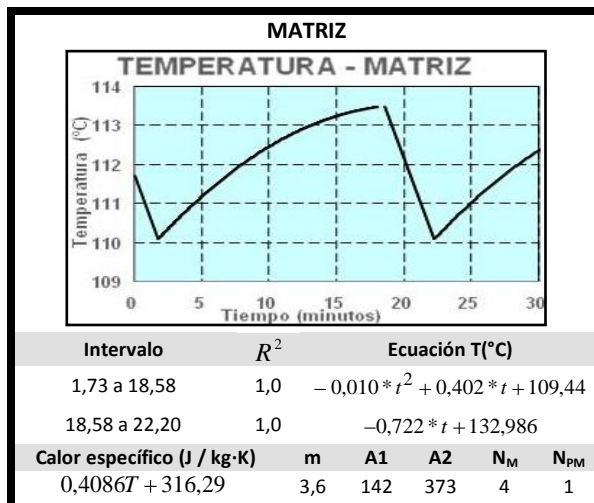 MATRIZ
TEMPERATURA - MATRIZ
Temperatura (°C)
114
113
112
111
110
109
0 5 10 15 20 25 30
Tiempo (minutos)
Intervalo R² Ecuación T(°C)
1,73 a 18,58 1,0 −0,010*t²+0,402*t+109,44
18,58 a 22,20 1,0 −0,722*t+132,986
Calor específico (J / kg·K) m A1 A2 N_M N_PM
0,4086T+316,29 3,6 142 373 4 1